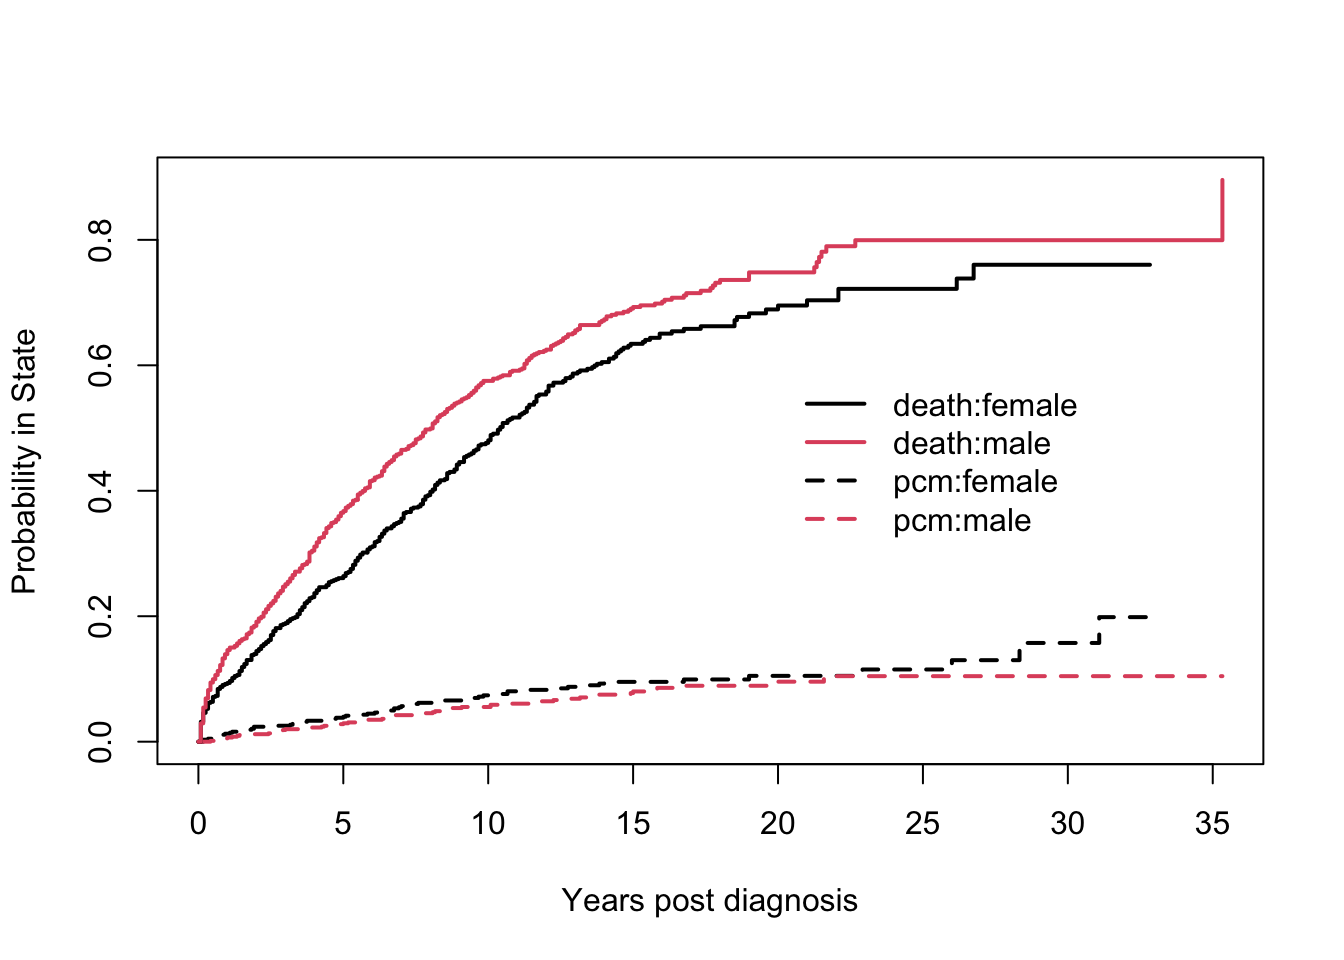 Probability in State
0.8
0.6
0.4
0.2
0.0
death:female
death:male
pcm:female
pcm:male
0 5 10 15 20 25 30 35
Years post diagnosis